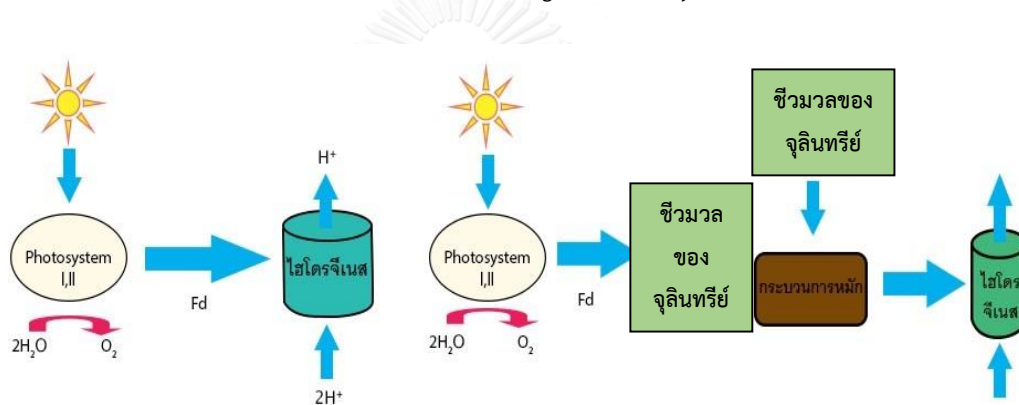 H⁺
Photosystem
I,II
Fd
ไฮโดรจีเนส
2H₂O
O₂
2H⁺
Photosystem
I,II
Fd
2H₂O
O₂
ชีวมวล
ของ
จุลินทรีย์
ชีวมวลของ
จุลินทรีย์
กระบวนการหมัก
ไฮโดร
จีเนส